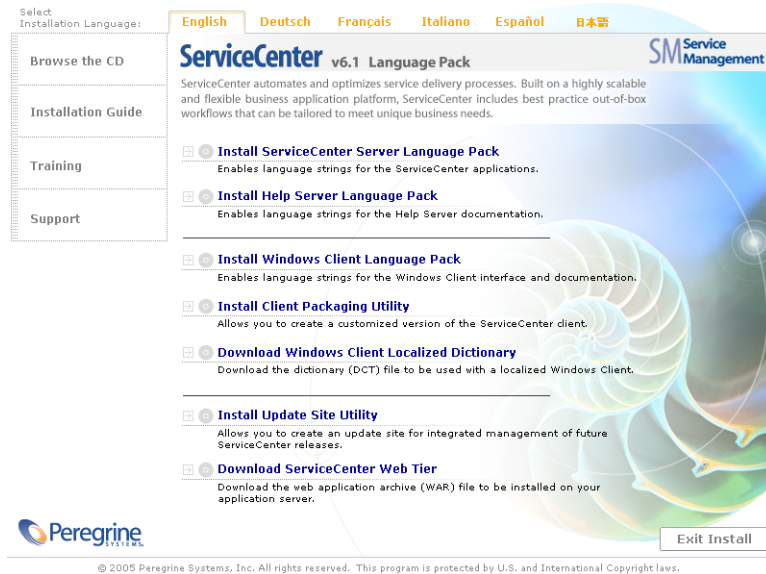 Select
Installation Language:
English Deutsch Français Italiano Español 日本語
Browse the CD
Installation Guide
Training
Support
ServiceCenter v6.1 Language Pack
SM Service Management
ServiceCenter automates and optimizes service delivery processes. Built on a highly scalable
and flexible business application platform, ServiceCenter includes best practice out-of-box
workflows that can be tailored to meet unique business needs.
Install ServiceCenter Server Language Pack
Enables language strings for the ServiceCenter applications.
Install Help Server Language Pack
Enables language strings for the Help Server documentation.
Install Windows Client Language Pack
Enables language strings for the Windows Client interface and documentation.
Install Client Packaging Utility
Allows you to create a customized version of the ServiceCenter client.
Download Windows Client Localized Dictionary
Download the dictionary (DCT) file to be used with a localized Windows Client.
Install Update Site Utility
Allows you to create an update site for integrated management of future
ServiceCenter releases.
Download ServiceCenter Web Tier
Download the web application archive (WAR) file to be installed on your
application server.
Peregrine
SYSTEMS
Exit Install
© 2005 Peregrine Systems, Inc. All rights reserved. This program is protected by U.S. and International Copyright laws.